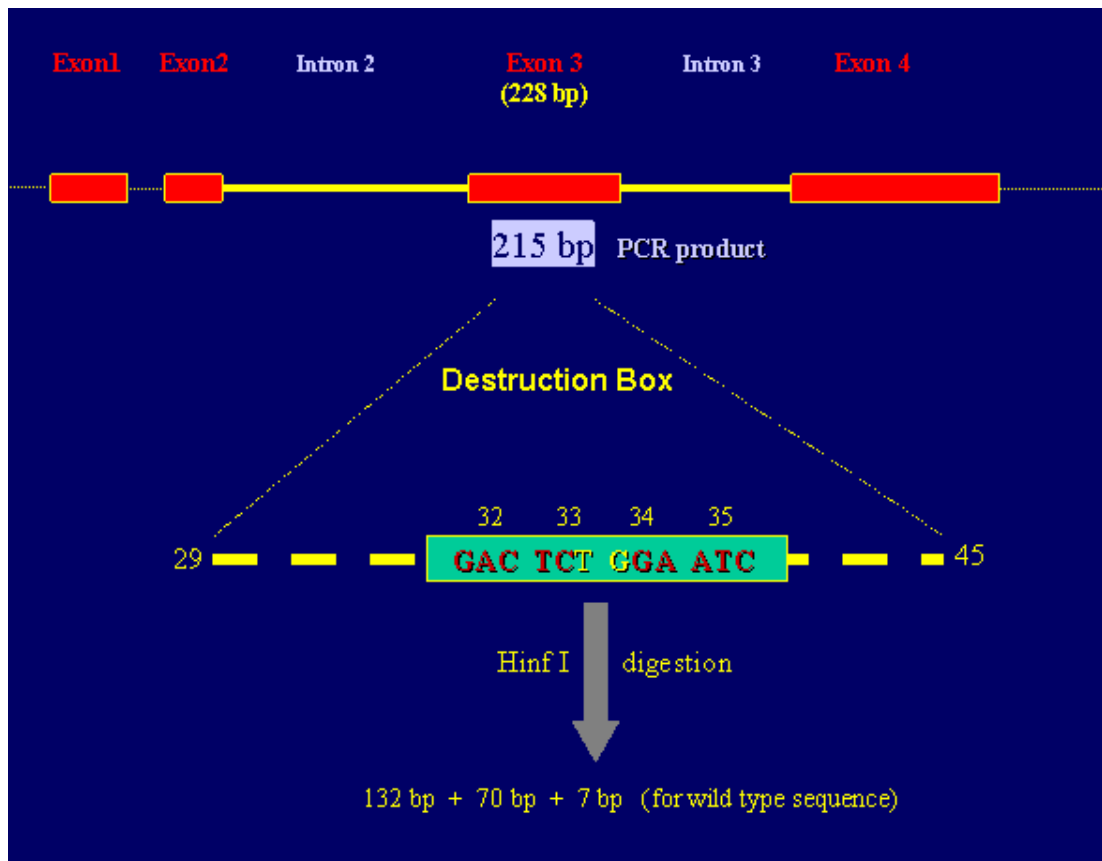 Exon1 Exon2 Intron 2 Exon 3 Intron 3 Exon 4
(228 bp)
215 bp PCR product
Destruction Box
32 33 34 35
29 GAC TCT GGA ATC 45
Hinf I digestion
132 bp + 70 bp + 7 bp (for wild type sequence)